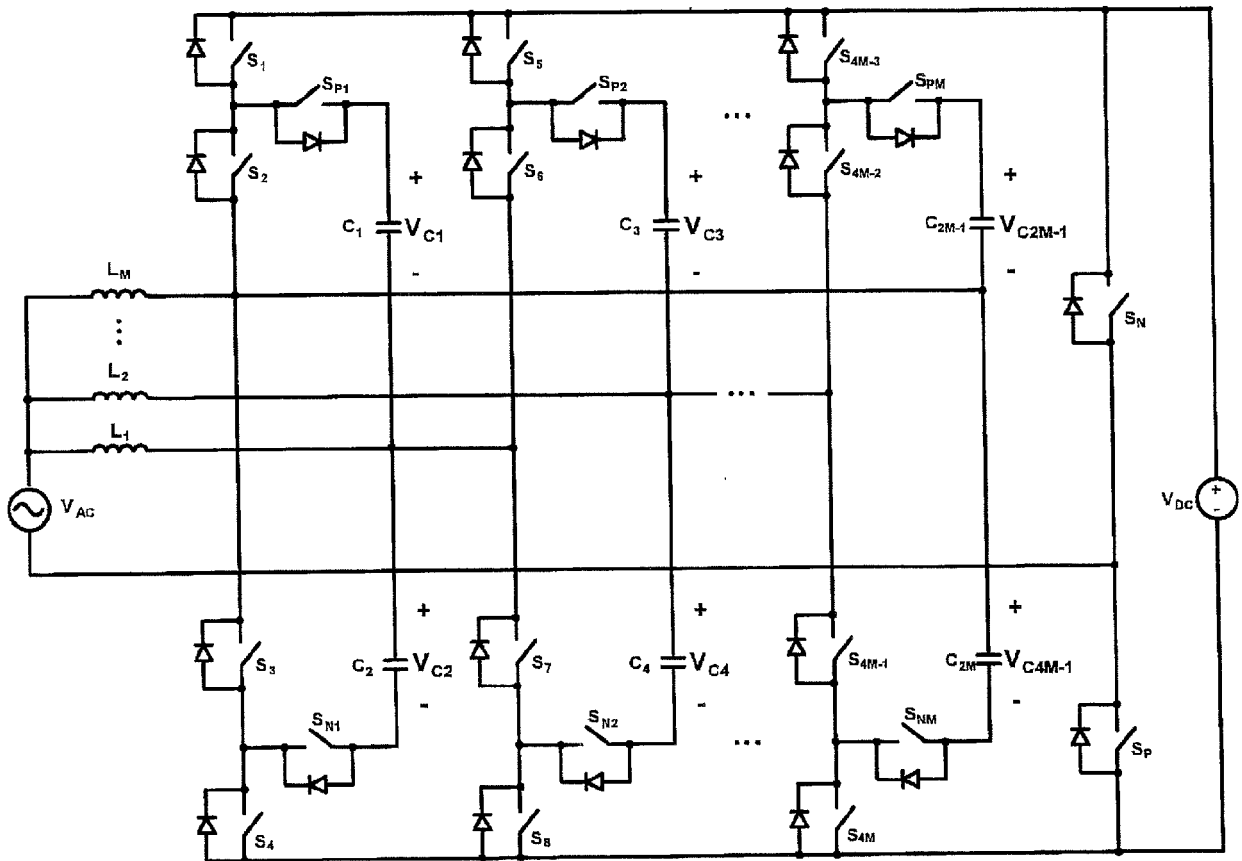 S1
SP1
S5
SP2
S4M-3
SPM
...
S2
S6
S4M-2
+
+
+
C1 VC1
C3 VC3
C2M-1 VC2M-1
-
-
-
LM
...
SN
L2
...
L1
VAC
VDC
+
-
+
+
+
S3
C2 VC2
S7
C4 VC4
S4M-1
C2M VC4M-1
-
-
-
SN1
SN2
...
SNM
SP
S4
S8
S4M